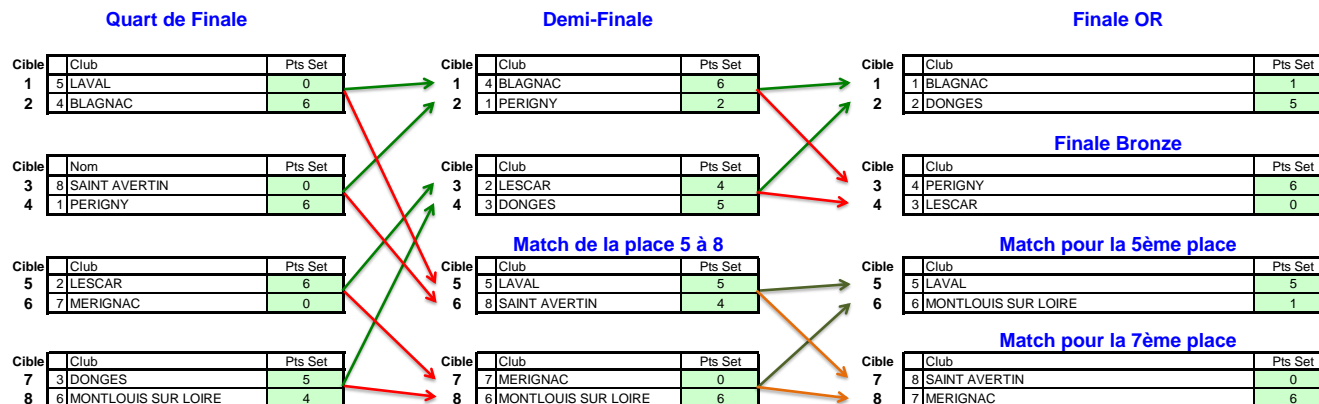 Quart de Finale Demi-Finale Finale OR
Cible Club Pts Set Cible Club Pts Set Cible Club Pts Set
1 5 LAVAL 0 1 4 BLAGNAC 6 1 1 BLAGNAC 1
2 4 BLAGNAC 6 2 1 PERIGNY 2 2 2 DONGES 5
Finale Bronze
Cible Nom Pts Set Cible Club Pts Set Cible Club Pts Set
3 8 SAINT AVERTIN 0 3 2 LESCAR 4 3 4 PERIGNY 6
4 1 PERIGNY 6 4 3 DONGES 5 4 3 LESCAR 0
Match de la place 5 à 8 Match pour la 5ème place
Cible Club Pts Set Cible Club Pts Set Cible Club Pts Set
5 2 LESCAR 6 5 5 LAVAL 5 5 5 LAVAL 5
6 7 MERIGNAC 0 6 8 SAINT AVERTIN 4 6 6 MONTLOUIS SUR LOIRE 1
Match pour la 7ème place
Cible Club Pts Set Cible Club Pts Set Cible Club Pts Set
7 3 DONGES 5 7 7 MERIGNAC 0 7 8 SAINT AVERTIN 0
8 6 MONTLOUIS SUR LOIRE 4 8 6 MONTLOUIS SUR LOIRE 6 8 7 MERIGNAC 6